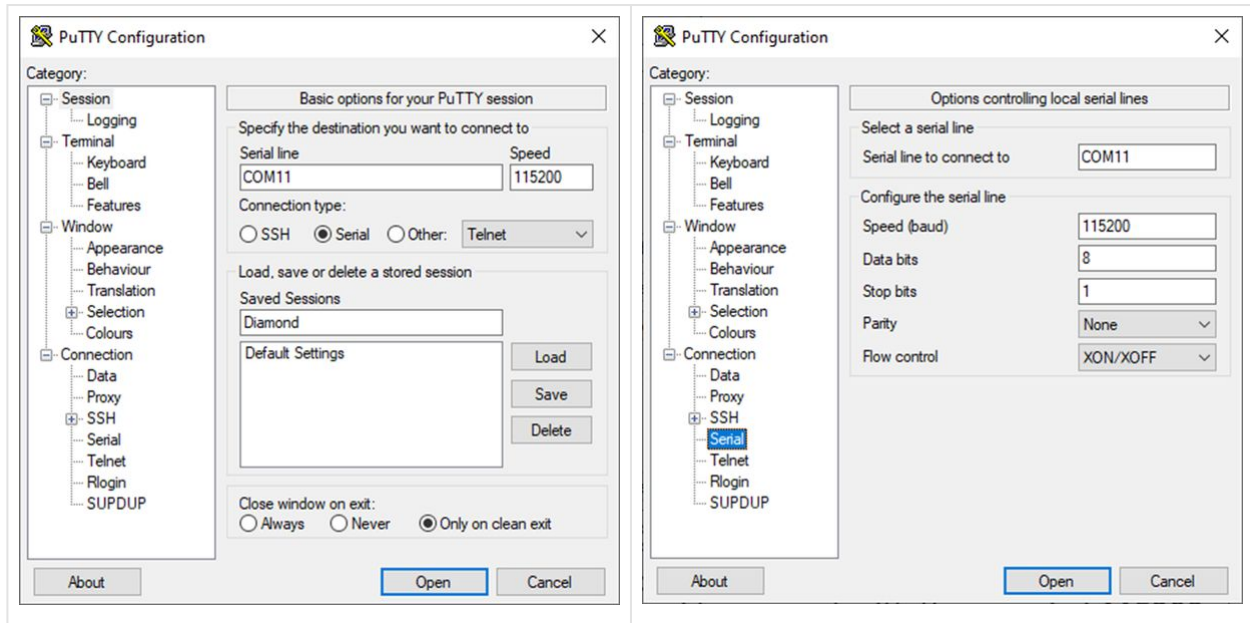 PuTTY Configuration
Category:
Session
Logging
Terminal
Keyboard
Bell
Features
Window
Appearance
Behaviour
Translation
Selection
Colours
Connection
Data
Proxy
SSH
Serial
Telnet
Rlogin
SUPDUP
Basic options for your PuTTY session
Specify the destination you want to connect to
Serial line Speed
COM11 115200
Connection type:
SSH Serial Other: Telnet
Load, save or delete a stored session
Saved Sessions
Diamond
Default Settings
Load
Save
Delete
Close window on exit:
Always Never Only on clean exit
About Open Cancel
PuTTY Configuration
Category:
Session
Logging
Terminal
Keyboard
Bell
Features
Window
Appearance
Behaviour
Translation
Selection
Colours
Connection
Data
Proxy
SSH
Serial
Telnet
Rlogin
SUPDUP
Options controlling local serial lines
Select a serial line
Serial line to connect to COM11
Configure the serial line
Speed (baud) 115200
Data bits 8
Stop bits 1
Parity None
Flow control XON/XOFF
About Open Cancel